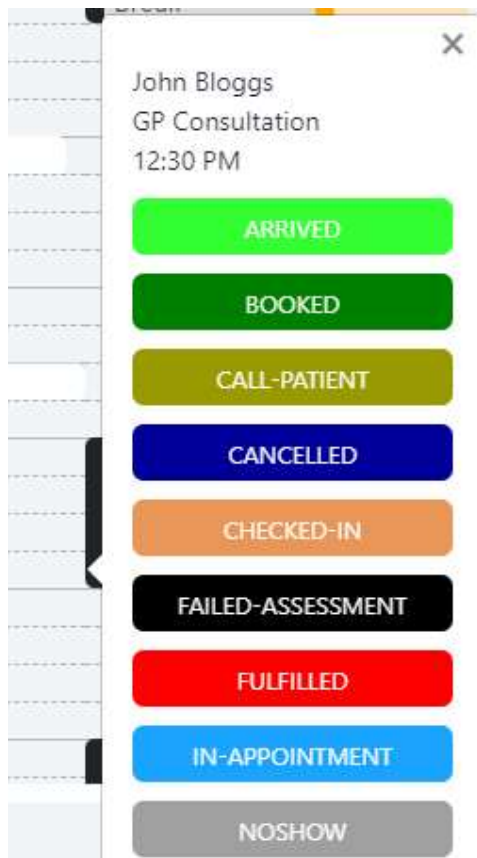 Break
John Bloggs
GP Consultation
12:30 PM
ARRIVED
BOOKED
CALL-PATIENT
CANCELLED
CHECKED-IN
FAILED-ASSESSMENT
FULFILLED
IN-APPOINTMENT
NOSHOW